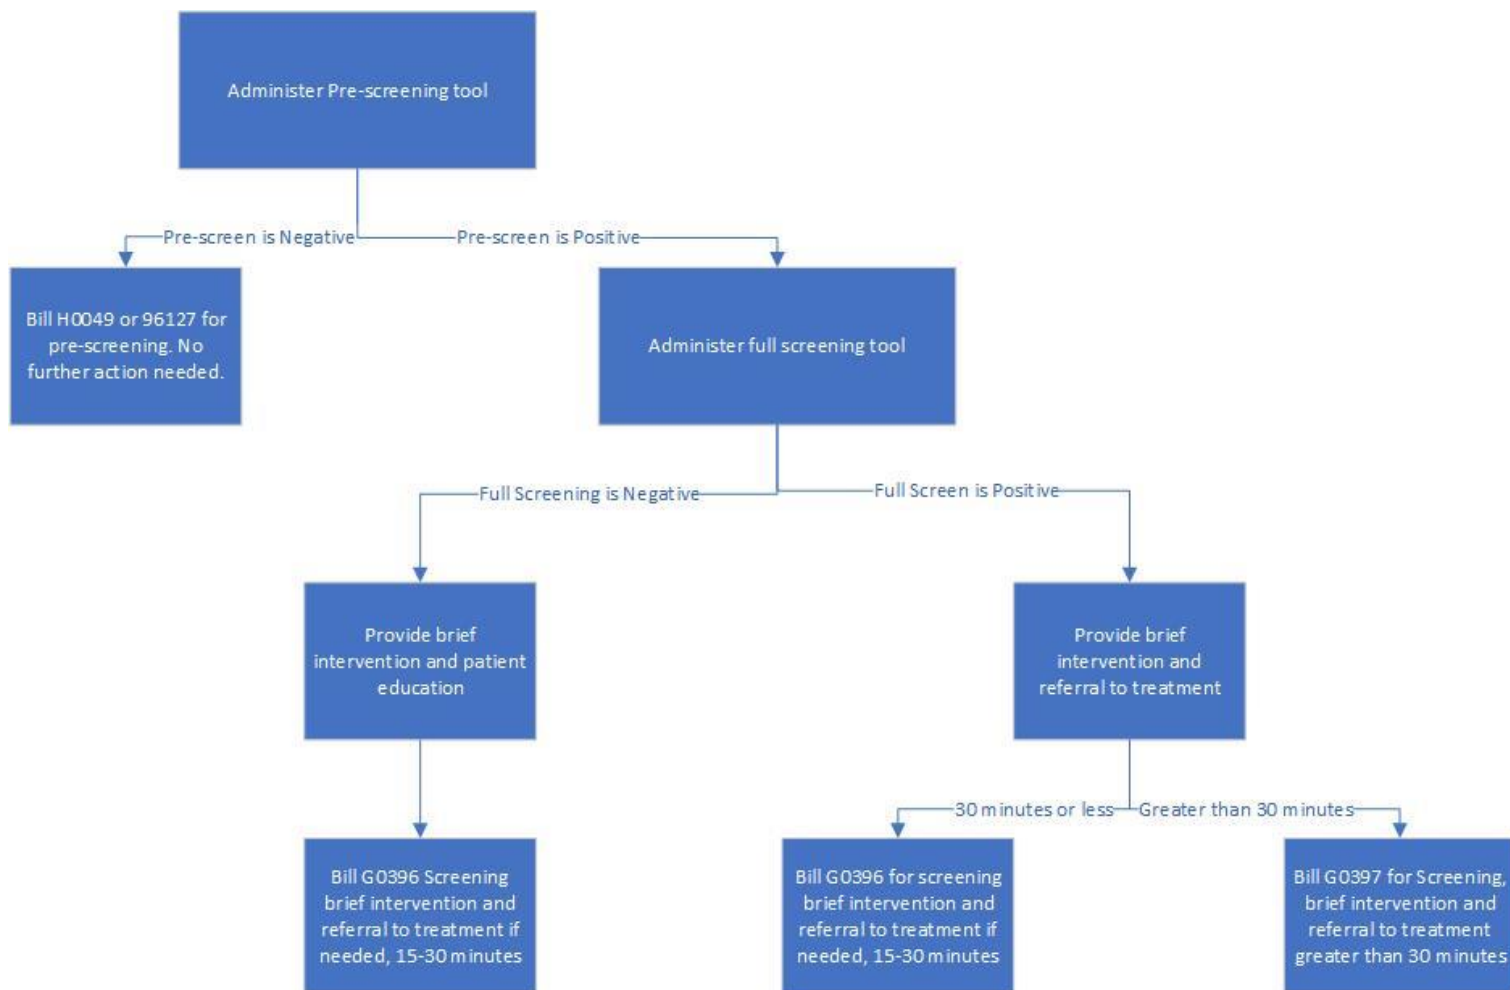 Administer Pre-screening tool
Pre-screen is Negative
Pre-screen is Positive
Bill H0049 or 96127 for
pre-screening. No
further action needed.
Administer full screening tool
Full Screening is Negative
Full Screen is Positive
Provide brief
intervention and patient
education
Provide brief
intervention and
referral to treatment
30 minutes or less
Greater than 30 minutes
Bill G0396 Screening
brief intervention and
referral to treatment if
needed, 15-30 minutes
Bill G0396 for screening
brief intervention and
referral to treatment if
needed, 15-30 minutes
Bill G0397 for Screening,
brief intervention and
referral to treatment
greater than 30 minutes